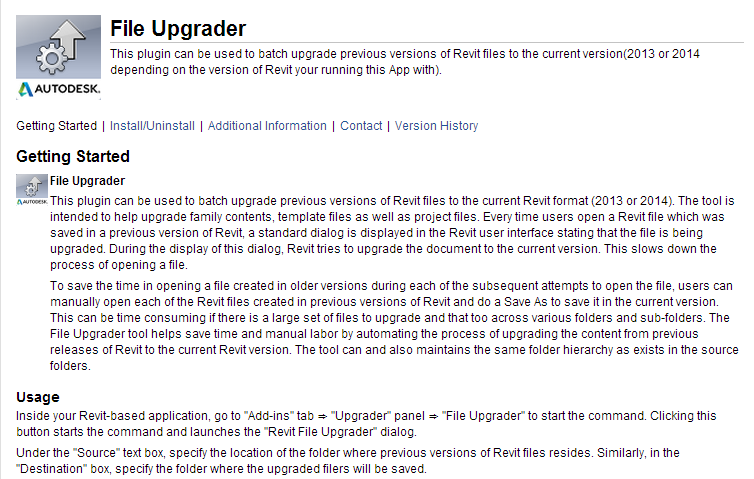 File Upgrader
This plugin can be used to batch upgrade previous versions of Revit files to the current version(2013 or 2014
depending on the version of Revit your running this App with).
AUTODESK.
Getting Started | Install/Uninstall | Additional Information | Contact | Version History
Getting Started
File Upgrader
AUTODESK
This plugin can be used to batch upgrade previous versions of Revit files to the current Revit format (2013 or 2014). The tool is
intended to help upgrade family contents, template files as well as project files. Every time users open a Revit file which was
saved in a previous version of Revit, a standard dialog is displayed in the Revit user interface stating that the file is being
upgraded. During the display of this dialog, Revit tries to upgrade the document to the current version. This slows down the
process of opening a file.
To save the time in opening a file created in older versions during each of the subsequent attempts to open the file, users can
manually open each of the Revit files created in previous versions of Revit and do a Save As to save it in the current version.
This can be time consuming if there is a large set of files to upgrade and that too across various folders and sub-folders. The
File Upgrader tool helps save time and manual labor by automating the process of upgrading the content from previous
releases of Revit to the current Revit version. The tool can and also maintains the same folder hierarchy as exists in the source
folders.
Usage
Inside your Revit-based application, go to "Add-ins" tab ⇒ "Upgrader" panel ⇒ "File Upgrader" to start the command. Clicking this
button starts the command and launches the "Revit File Upgrader" dialog.
Under the "Source" text box, specify the location of the folder where previous versions of Revit files resides. Similarly, in the
"Destination" box, specify the folder where the upgraded filers will be saved.